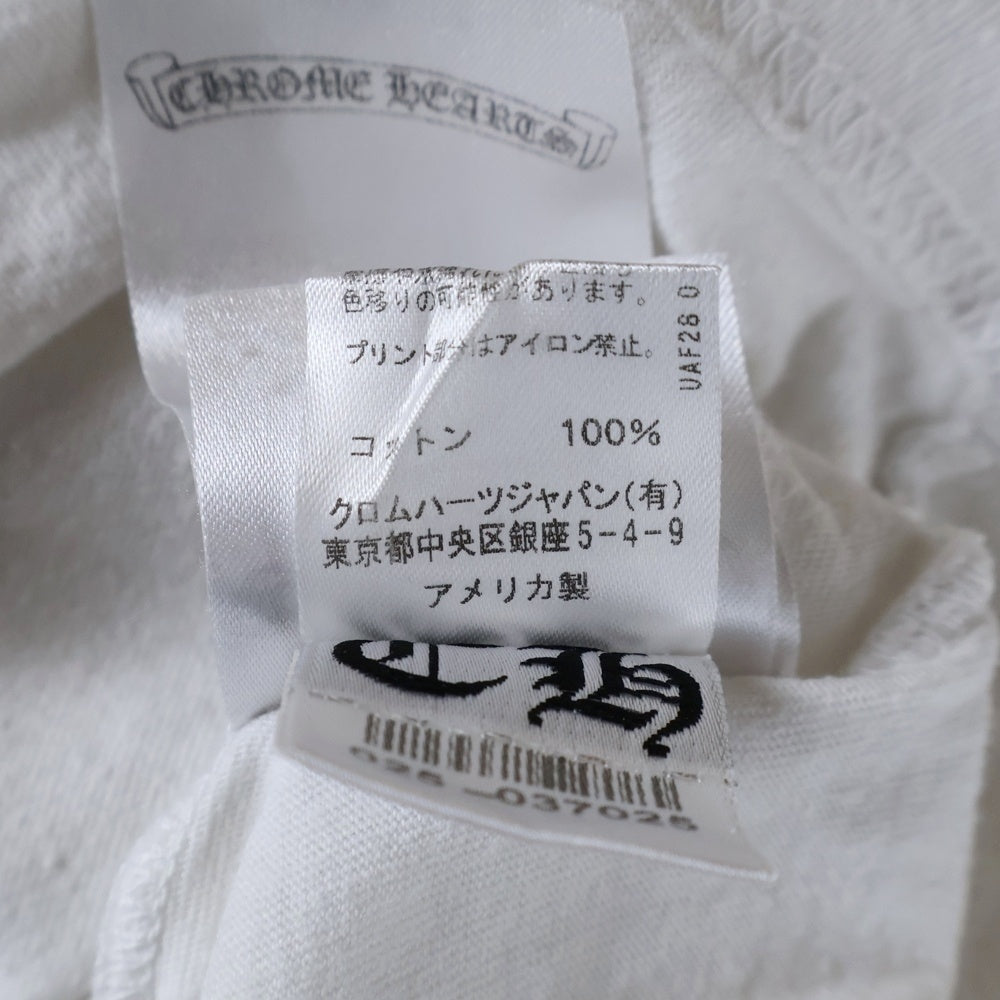 CHROME HEARTS
色移りの可能性があります。
プリント部分はアイロン禁止。
UAF28 0
コットン 100%
クロムハーツジャパン(有)
東京都中央区銀座5-4-9
アメリカ製
CH
025-037025